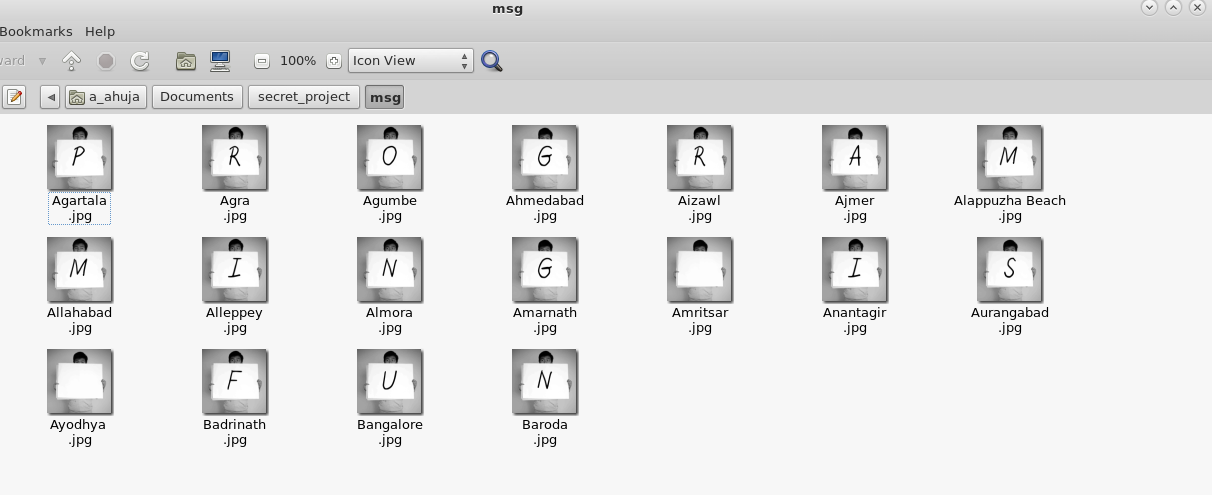 msg
Bookmarks Help
ward 100% Icon View
a_ahuja Documents secret_project msg
P R O G R A M
Agartala Agra Agumbe Ahmedabad Aizawl Ajmer Alappuzha Beach
.jpg .jpg .jpg .jpg .jpg .jpg .jpg
M I N G I S
Allahabad Alleppey Almora Amarnath Amritsar Anantagir Aurangabad
.jpg .jpg .jpg .jpg .jpg .jpg .jpg
F U N
Ayodhya Badrinath Bangalore Baroda
.jpg .jpg .jpg .jpg